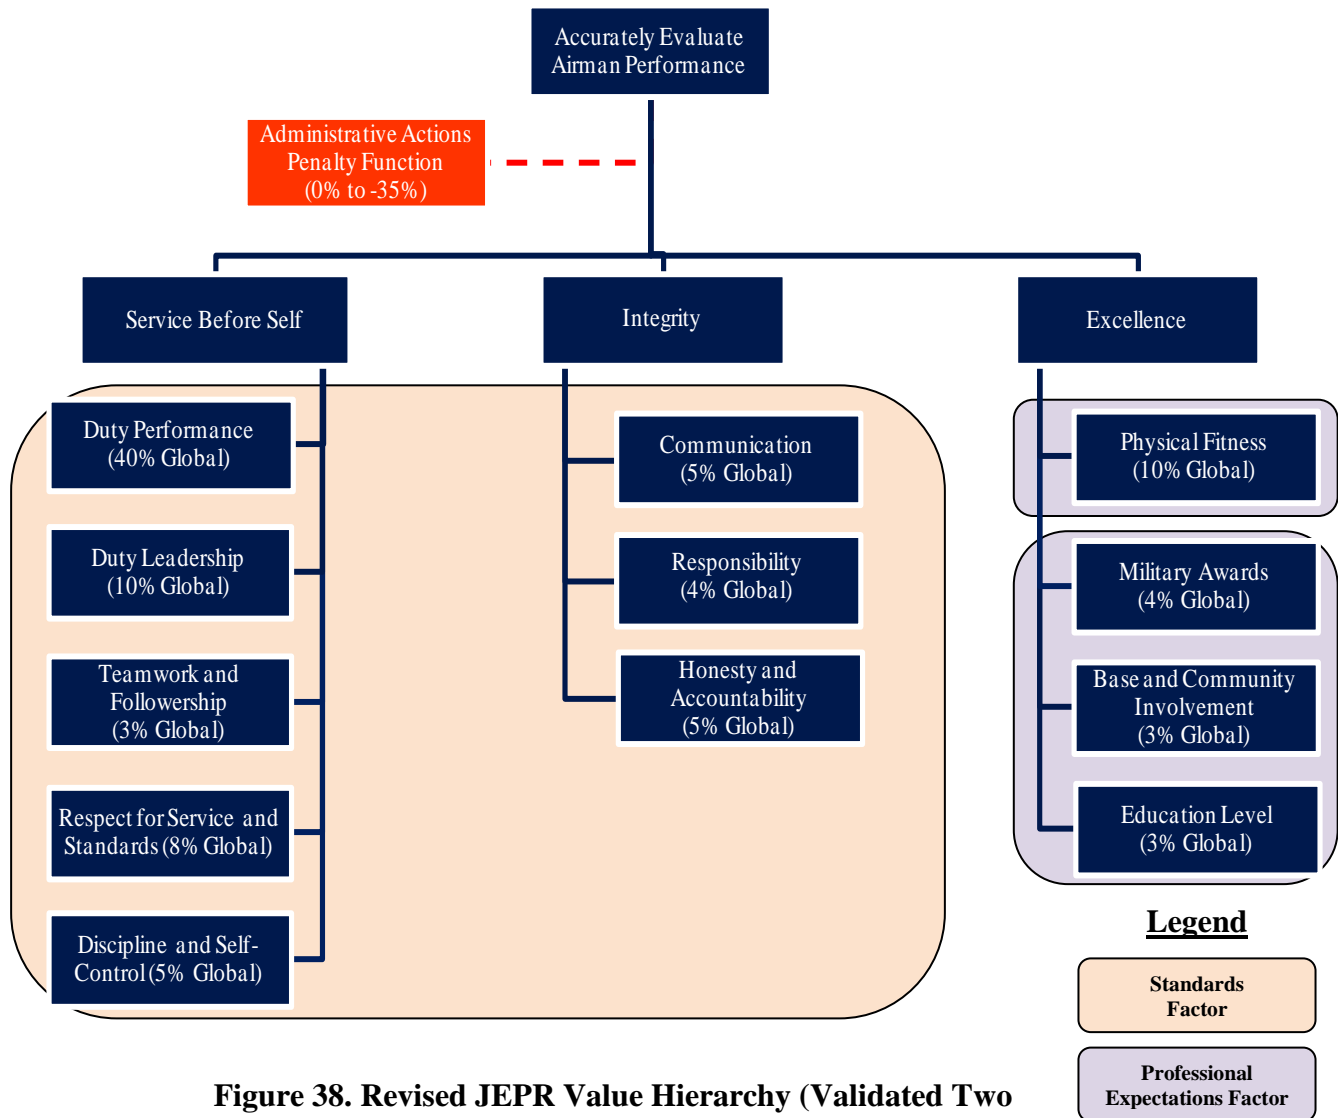 Accurately Evaluate
Airman Performance
Administrative Actions
Penalty Function
(0% to -35%)
Service Before Self
Integrity
Excellence
Duty Performance
(40% Global)
Duty Leadership
(10% Global)
Teamwork and
Followership
(3% Global)
Respect for Service and
Standards (8% Global)
Discipline and Self-
Control (5% Global)
Communication
(5% Global)
Responsibility
(4% Global)
Honesty and
Accountability
(5% Global)
Physical Fitness
(10% Global)
Military Awards
(4% Global)
Base and Community
Involvement
(3% Global)
Education Level
(3% Global)
Legend
Standards
Factor
Professional
Expectations Factor
Figure 38. Revised JEPR Value Hierarchy (Validated Two